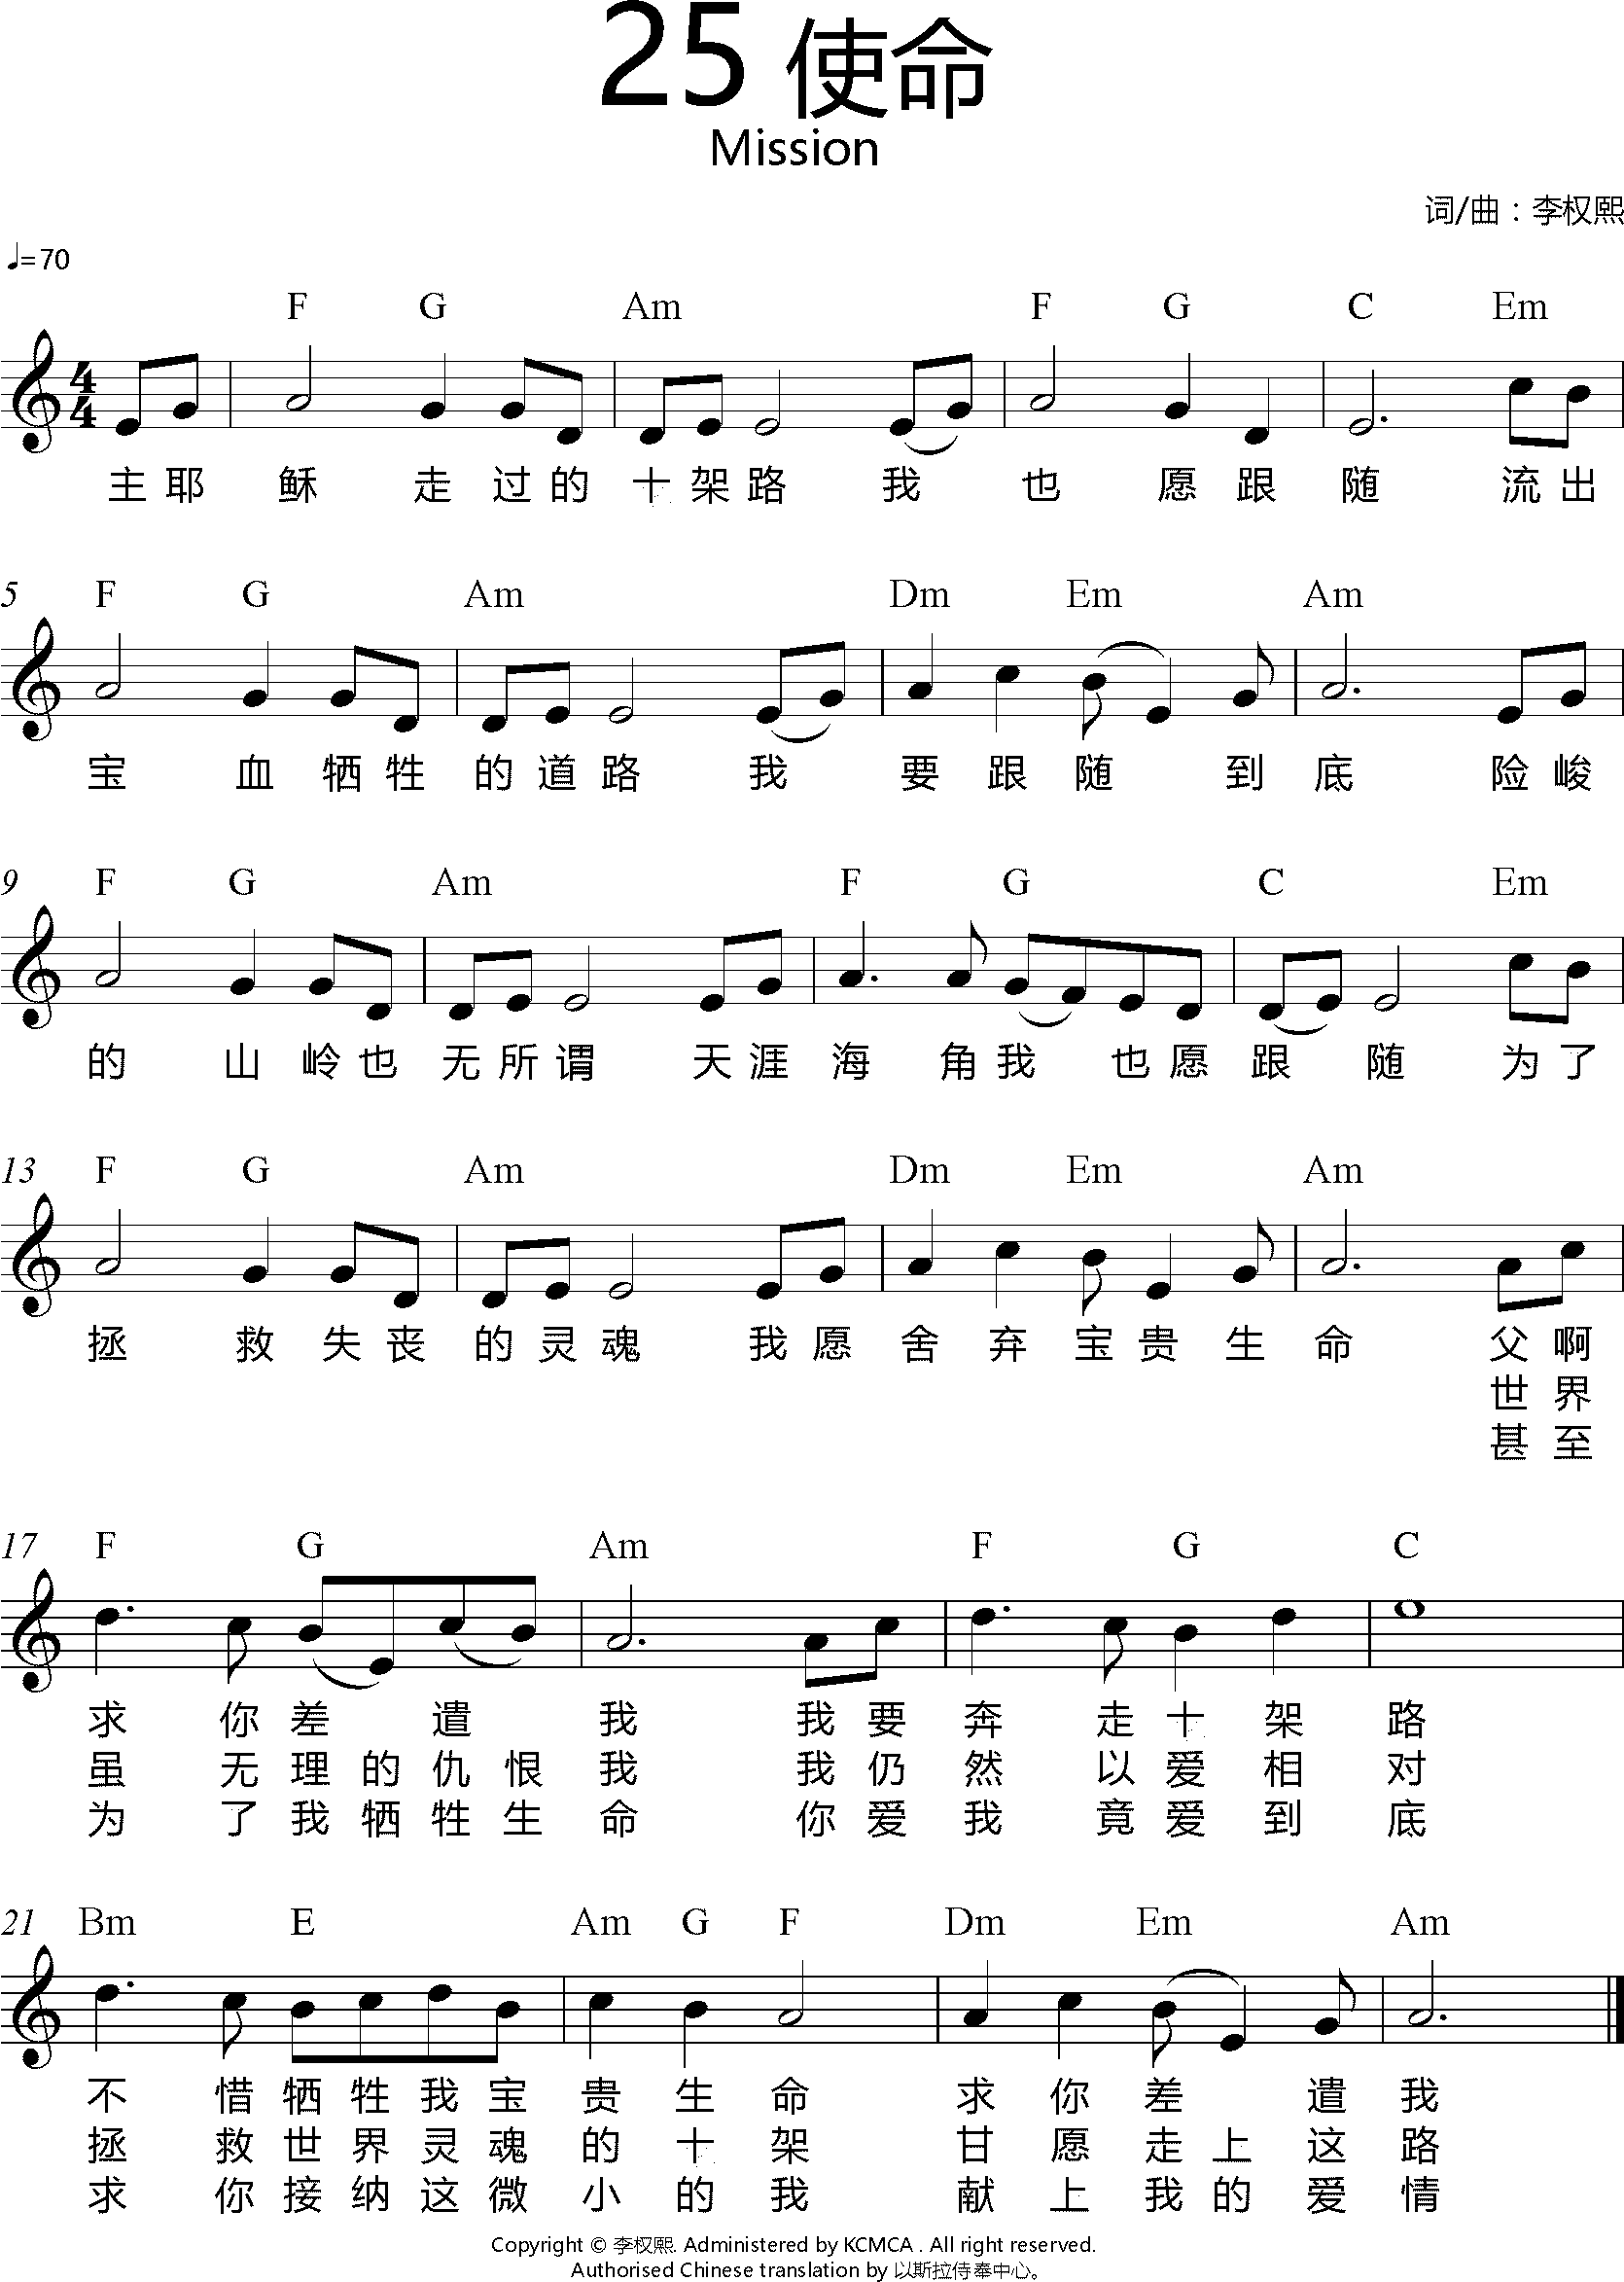 25 使命
Mission
词/曲：李权熙
♩=70
F G Am F G C Em
4
4
主 耶 稣 走 过 的 十 架 路 我 也 愿 跟 随 流 出
5 F G Am Dm Em Am
宝 血 牺 牲 的 道 路 我 要 跟 随 到 底 险 峻
9 F G Am F G C Em
的 山 岭 也 无 所 谓 天 涯 海 角 我 也 愿 跟 随 为 了
13 F G Am Dm Em Am
拯 救 失 丧 的 灵 魂 我 愿 舍 弃 宝 贵 生 命 父 啊
世 界
甚 至
17 F G Am F G C
求 你 差 遣 我 我 要 奔 走 十 架 路
虽 无 理 的 仇 恨 我 我 仍 然 以 爱 相 对
为 了 我 牺 牲 生 命 你 爱 我 竟 爱 到 底
21 Bm E Am G F Dm Em Am
不 惜 牺 牲 我 宝 贵 生 命 求 你 差 遣 我
拯 救 世 界 灵 魂 的 十 架 甘 愿 走 上 这 路
求 你 接 纳 这 微 小 的 我 献 上 我 的 爱 情
Copyright © 李权熙. Administered by KCMCA . All right reserved.
Authorised Chinese translation by 以斯拉侍奉中心。